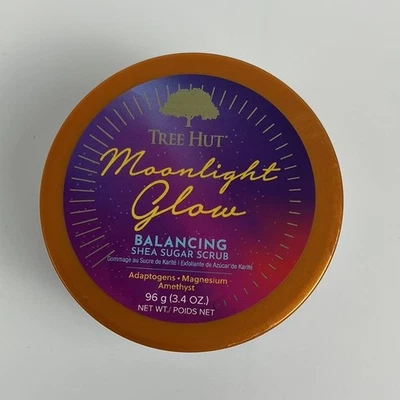 TREE HUT
Moonlight
Glow
BALANCING
SHEA SUGAR SCRUB
Gommage au Sucre de Karité / Exfoliante de Azúcar de Karité
Adaptogens • Magnesium
Amethyst
96 g (3.4 OZ.)
NET WT./ POIDS NET